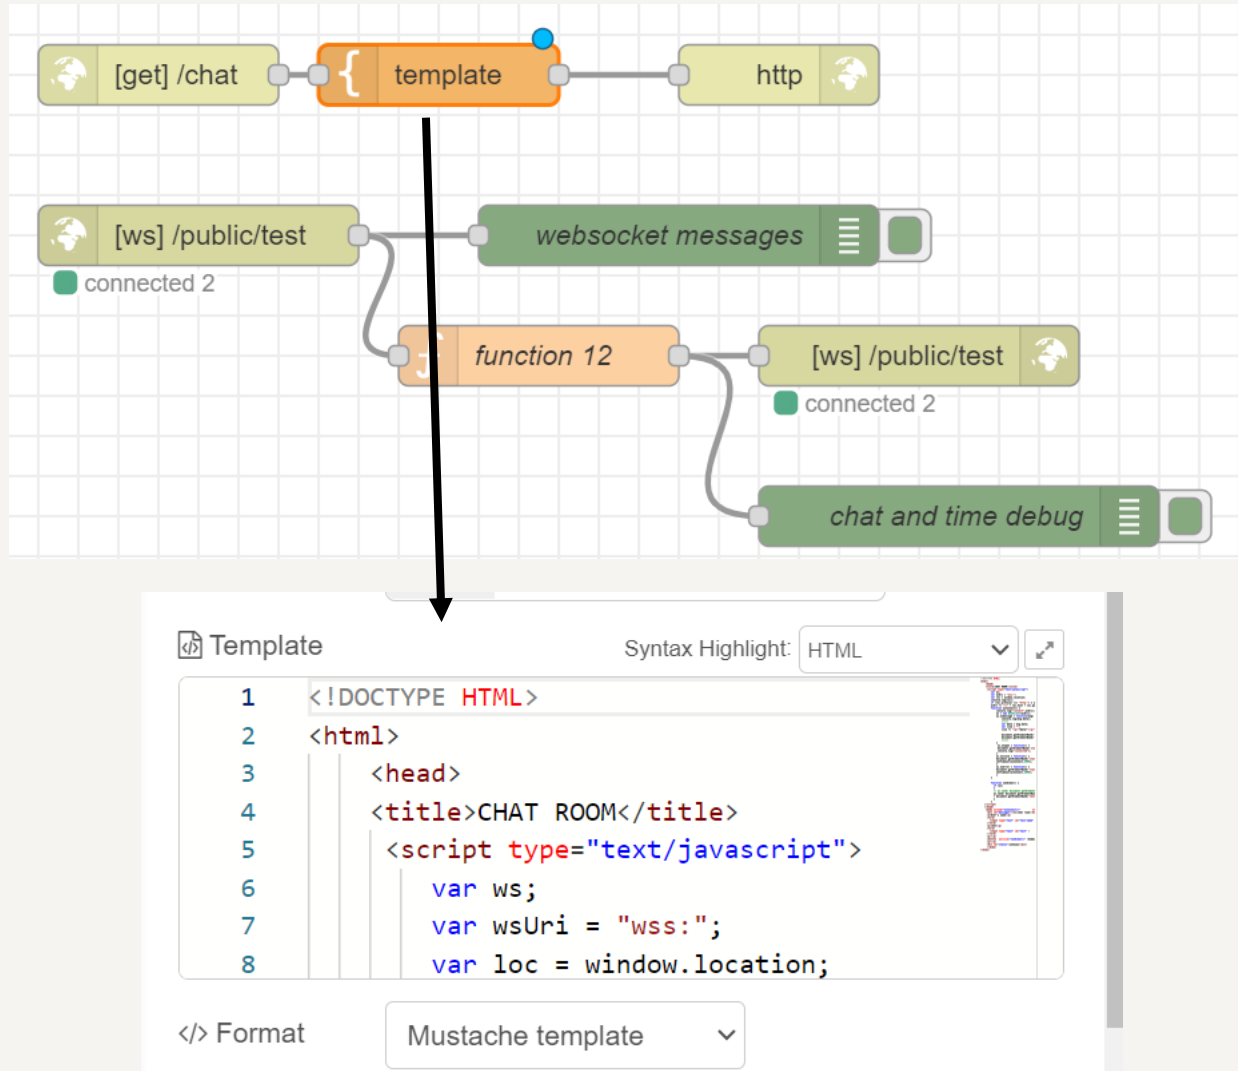 [get] /chat
template
http
[ws] /public/test
websocket messages
connected 2
function 12
[ws] /public/test
connected 2
chat and time debug
Template
Syntax Highlight: HTML
1 <!DOCTYPE HTML>
2 <html>
3 <head>
4 <title>CHAT ROOM</title>
5 <script type="text/javascript">
6 var ws;
7 var wsUri = "wss:";
8 var loc = window.location;
</> Format
Mustache template